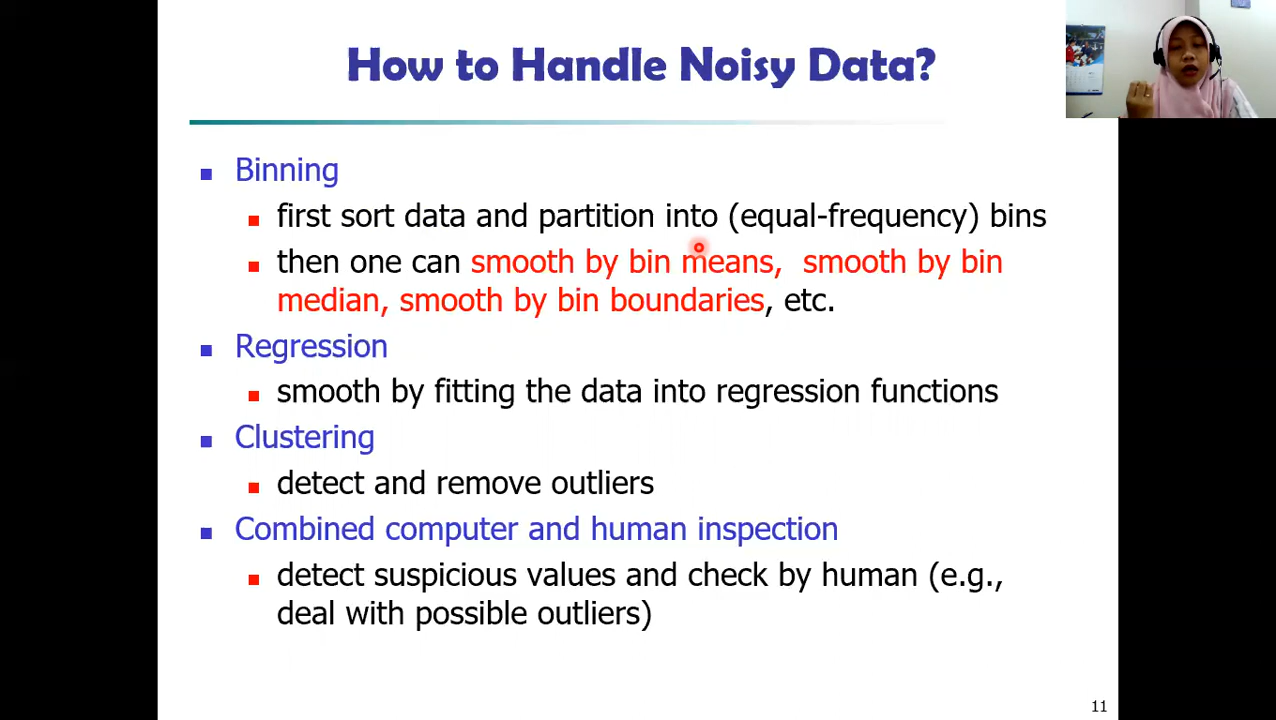 How to Handle Noisy Data?
Binning
first sort data and partition into (equal-frequency) bins
then one can smooth by bin means,  smooth by bin
median, smooth by bin boundaries, etc.
Regression
smooth by fitting the data into regression functions
Clustering
detect and remove outliers
Combined computer and human inspection
detect suspicious values and check by human (e.g.,
deal with possible outliers)
11